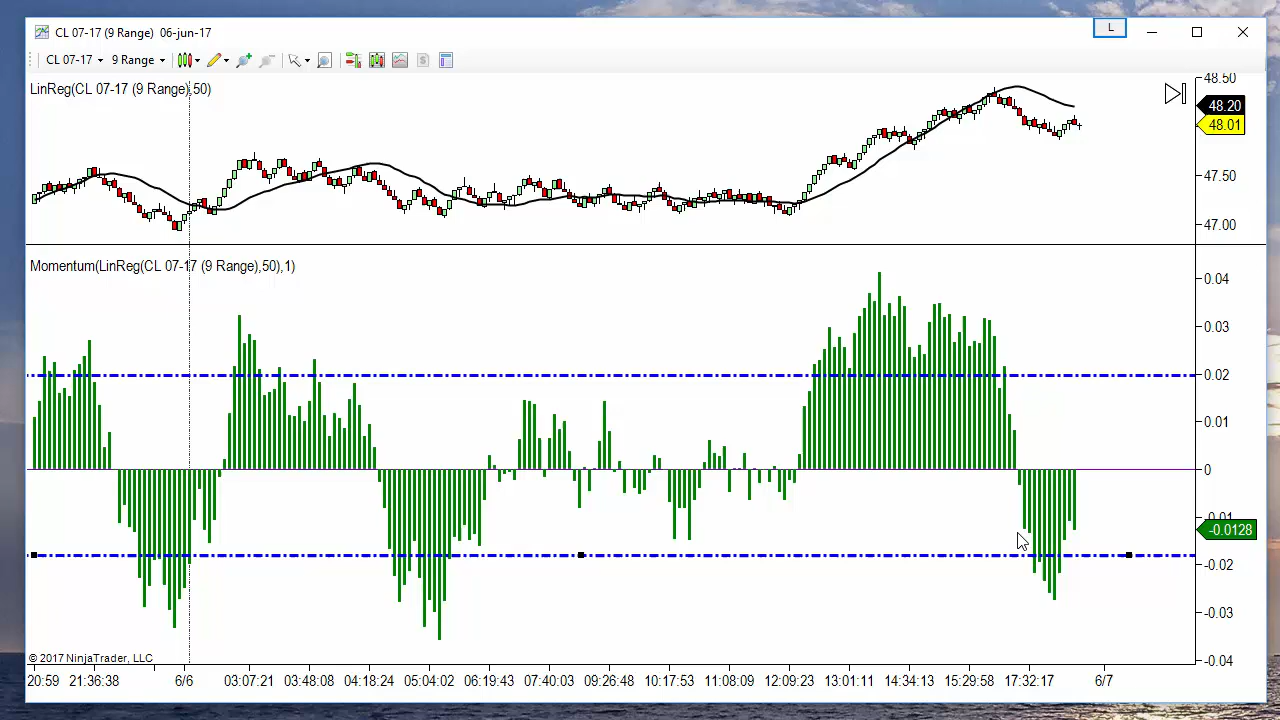 CL 07-17 (9 Range)  06-jun-17
L
CL 07-17 9 Range $
LinReg(CL 07-17 (9 Range),50)
48.50
48.20
48.01
47.50
47.00
Momentum(LinReg(CL 07-17 (9 Range),50),1)
0.04
0.03
0.02
0.01
0
-0.01
-0.0128
-0.02
-0.03
-0.04
© 2017 NinjaTrader, LLC
20:59 21:36:38 6/6 03:07:21 03:48:08 04:18:24 05:04:02 06:19:43 07:40:03 09:26:48 10:17:53 11:09:09 12:09:23 13:01:11 14:34:13 15:29:58 17:32:17 6/7